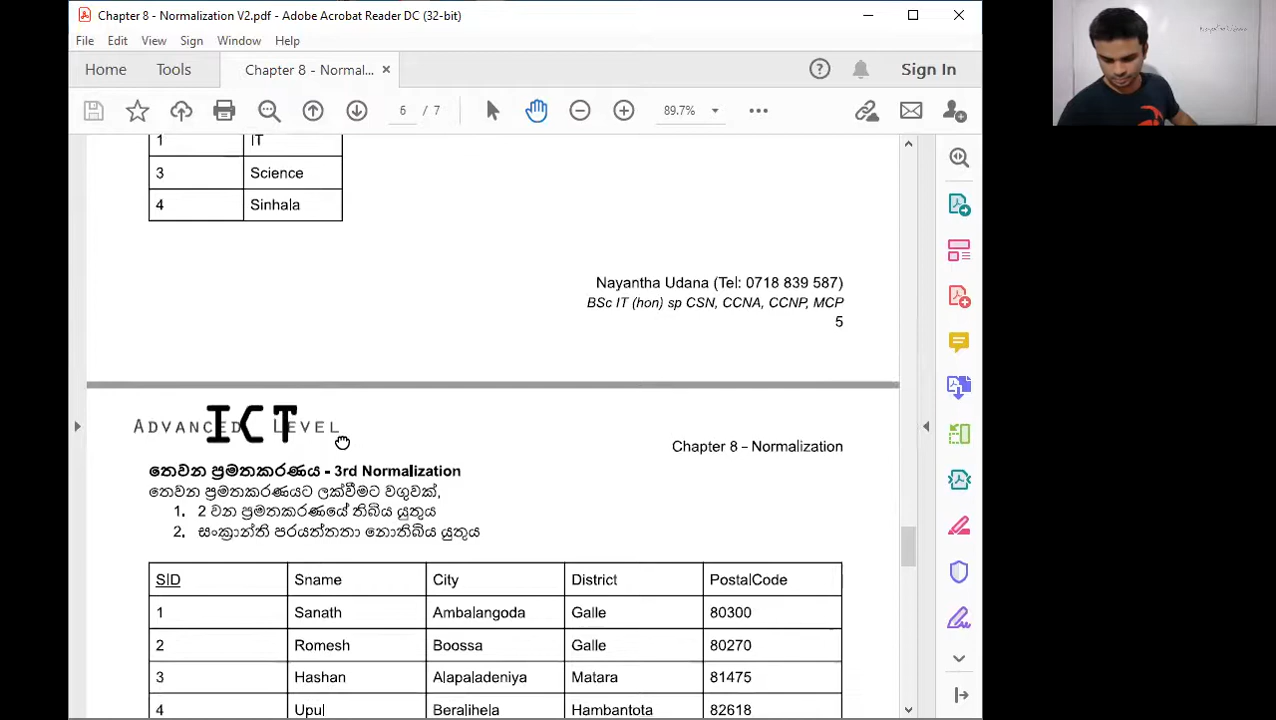 Chapter 8 - Normalization V2.pdf - Adobe Acrobat Reader DC (32-bit)
File Edit View Sign Window Help
Home Tools Chapter 8 - Normal... Sign In
6 / 7 89.7%
1 IT
3 Science
4 Sinhala
Nayantha Udana (Tel: 0718 839 587)
BSc IT (hon) sp CSN, CCNA, CCNP, MCP
5
ADVANCED LEVEL
ICT
Chapter 8 – Normalization
තෙවන ප්‍රමතකරණය - 3rd Normalization
තෙවන ප්‍රමතකරණයට ලක්වීමට වගුවක්,
1. 2 වන ප්‍රමතකරණයේ තිබිය යුතුය
2. සංක්‍රාන්ති පරයත්තතා නොතිබිය යුතුය
SID Sname City District PostalCode
1 Sanath Ambalangoda Galle 80300
2 Romesh Boossa Galle 80270
3 Hashan Alapaladeniya Matara 81475
4 Upul Beralihela Hambantota 82618